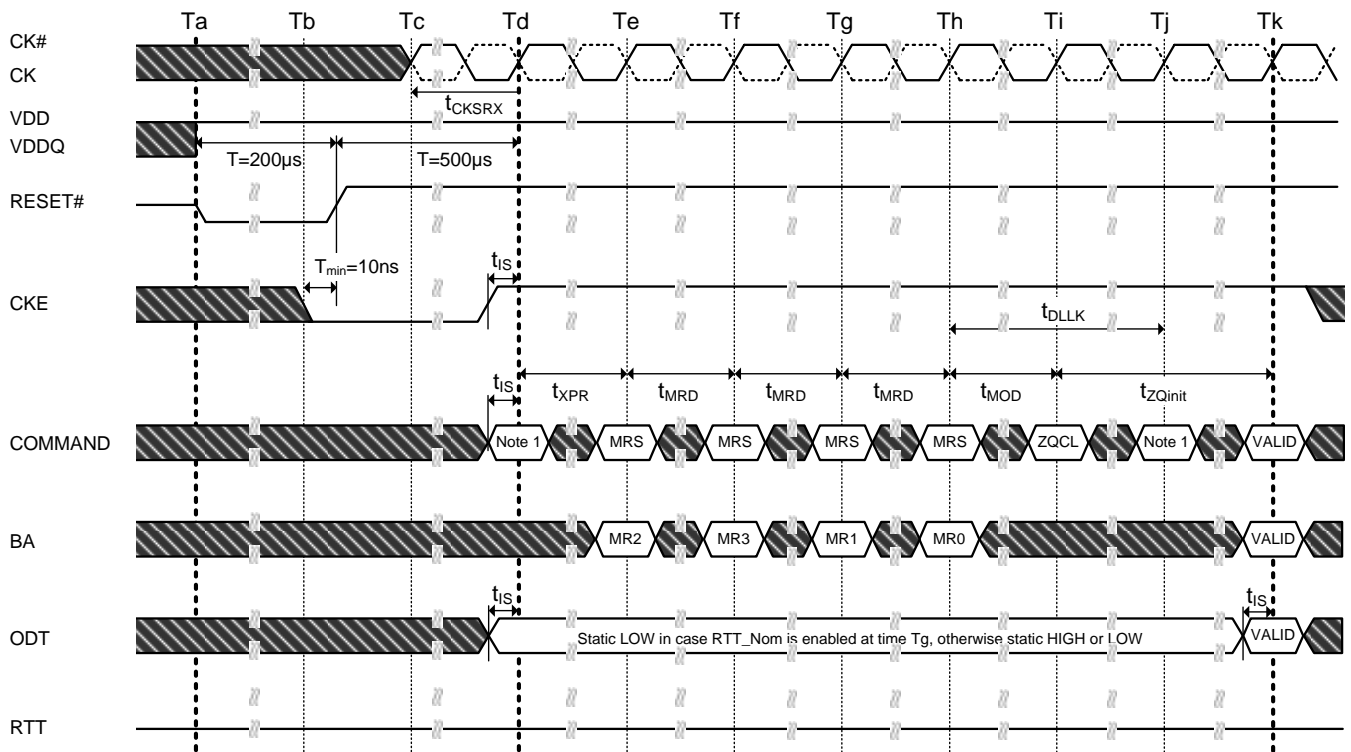 Ta Tb Tc Td Te Tf Tg Th Ti Tj Tk
CK#
CK
tCKSRX
VDD
VDDQ
T=200µs T=500µs
RESET#
Tmin=10ns tIS
CKE
tDLLK
tIS tXPR tMRD tMRD tMRD tMOD tZQinit
COMMAND Note 1 MRS MRS MRS MRS ZQCL Note 1 VALID
BA MR2 MR3 MR1 MR0 VALID
tIS tIS
ODT Static LOW in case RTT_Nom is enabled at time Tg, otherwise static HIGH or LOW VALID
RTT